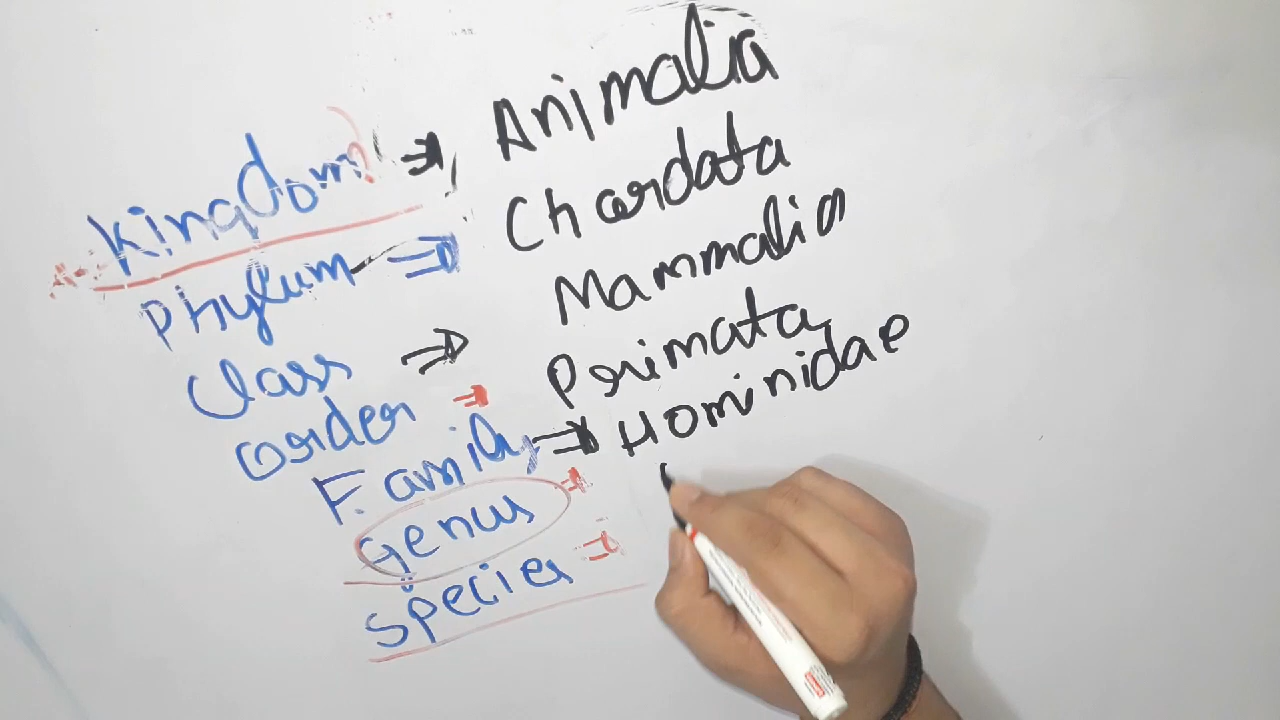 Kingdom ⇒ Animalia
Phylum ⇒ Chordata
Class ⇒ Mammalia
Order ⇒ Primata
Family ⇒ Hominidae
Genus ⇒
Species ⇒